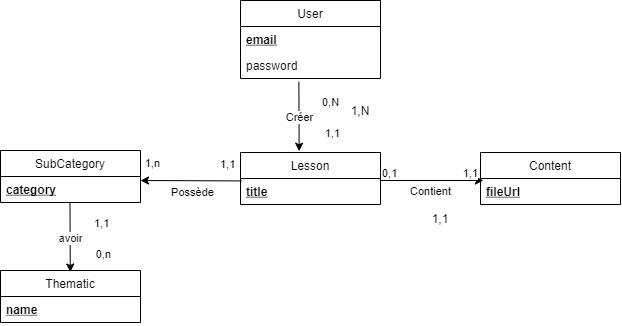 User
email
password
0,N
1,N
Créer
1,1
SubCategory
category
1,n
1,1
Possède
Lesson
title
0,1
1,1
Contient
1,1
Content
fileUrl
1,1
avoir
0,n
Thematic
name